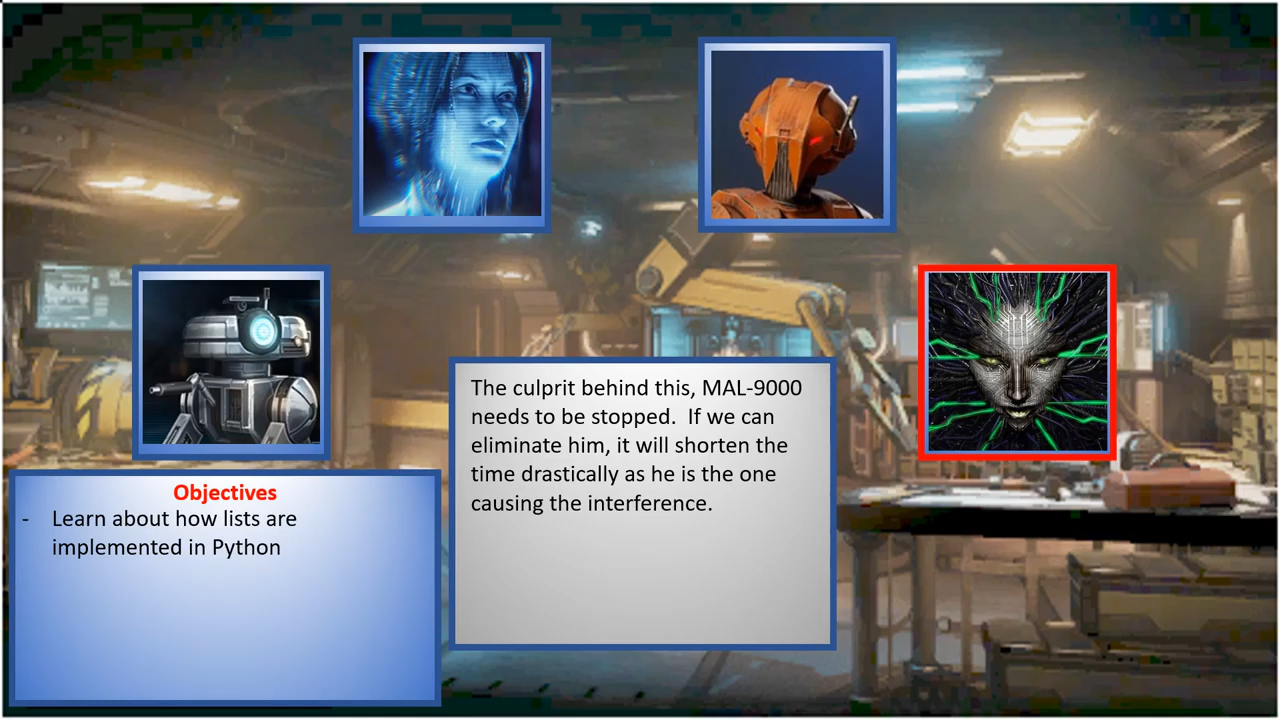 The culprit behind this, MAL-9000
needs to be stopped.  If we can
eliminate him, it will shorten the
time drastically as he is the one
causing the interference.
Objectives
- Learn about how lists are
implemented in Python